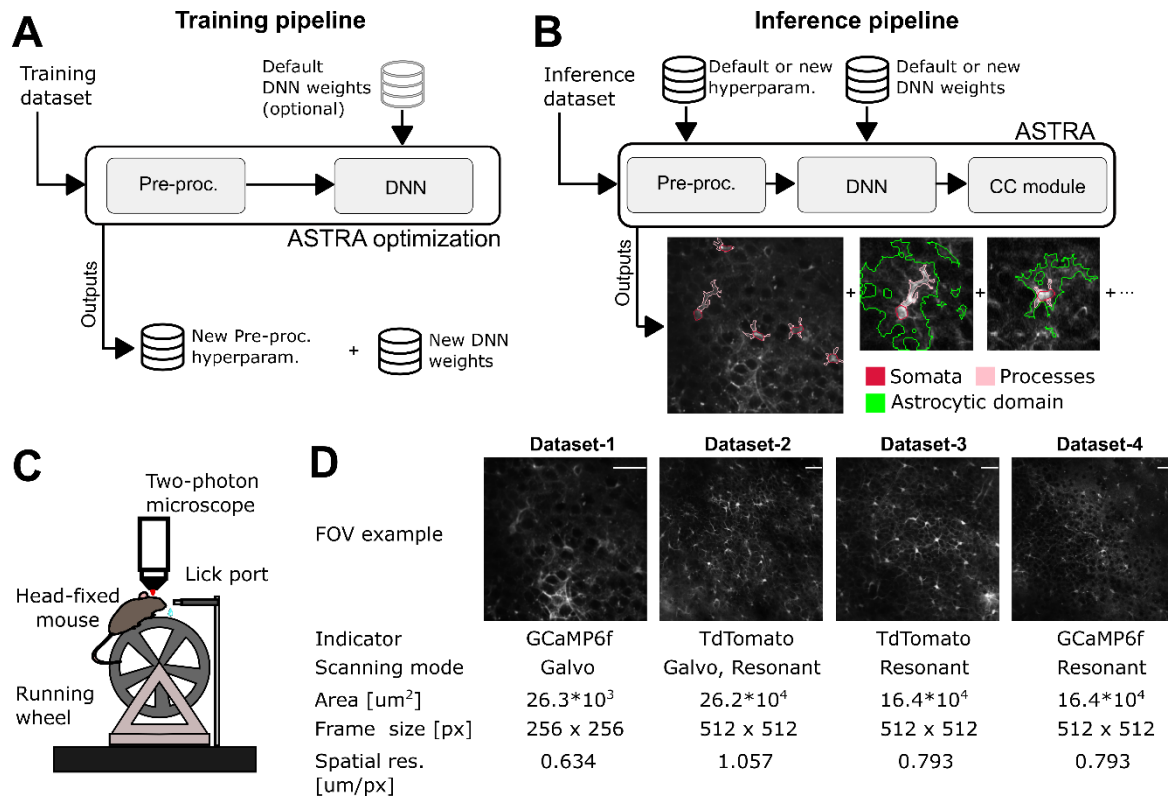 A
Training pipeline
Training
dataset
Default
DNN weights
(optional)
Pre-proc.
DNN
ASTRA optimization
Outputs
New Pre-proc.
hyperparam.
+
New DNN
weights
B
Inference pipeline
Inference
dataset
Default or new
hyperparam.
Default or new
DNN weights
ASTRA
Pre-proc.
DNN
CC module
Outputs
+
+
+ ...
Somata
Processes
Astrocytic domain
C
Two-photon
microscope
Lick port
Head-fixed
mouse
Running
wheel
D
Dataset-1 Dataset-2 Dataset-3 Dataset-4
FOV example
Indicator GCaMP6f TdTomato TdTomato GCaMP6f
Scanning mode Galvo Galvo, Resonant Resonant Resonant
Area [um²] 26.3*10³ 26.2*10⁴ 16.4*10⁴ 16.4*10⁴
Frame size [px] 256 x 256 512 x 512 512 x 512 512 x 512
Spatial res. 0.634 1.057 0.793 0.793
[um/px]